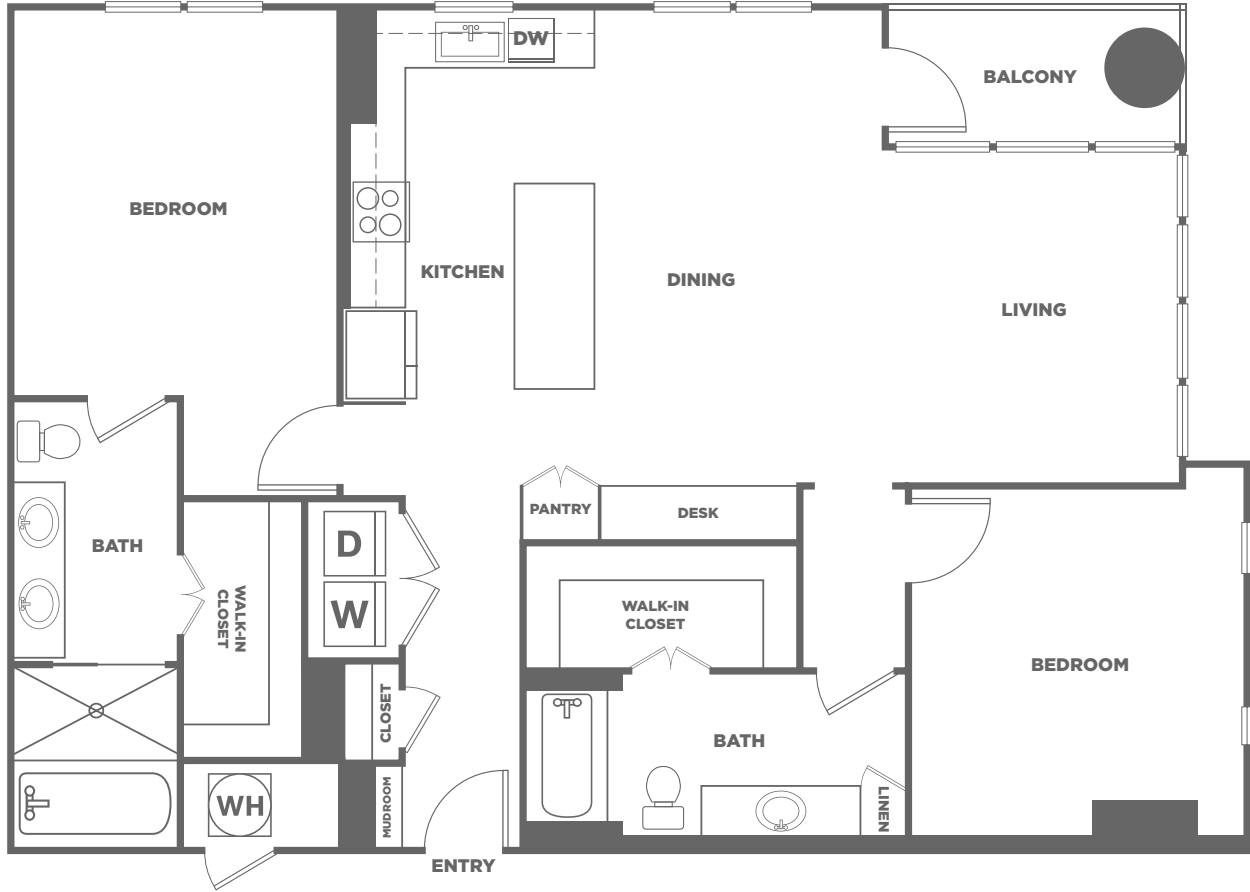 DW
BALCONY
BEDROOM
KITCHEN
DINING
LIVING
PANTRY
DESK
D
BATH
W
WALK-IN
CLOSET
WALK-IN
CLOSET
BEDROOM
CLOSET
BATH
WH
MUDROOM
LINEN
ENTRY